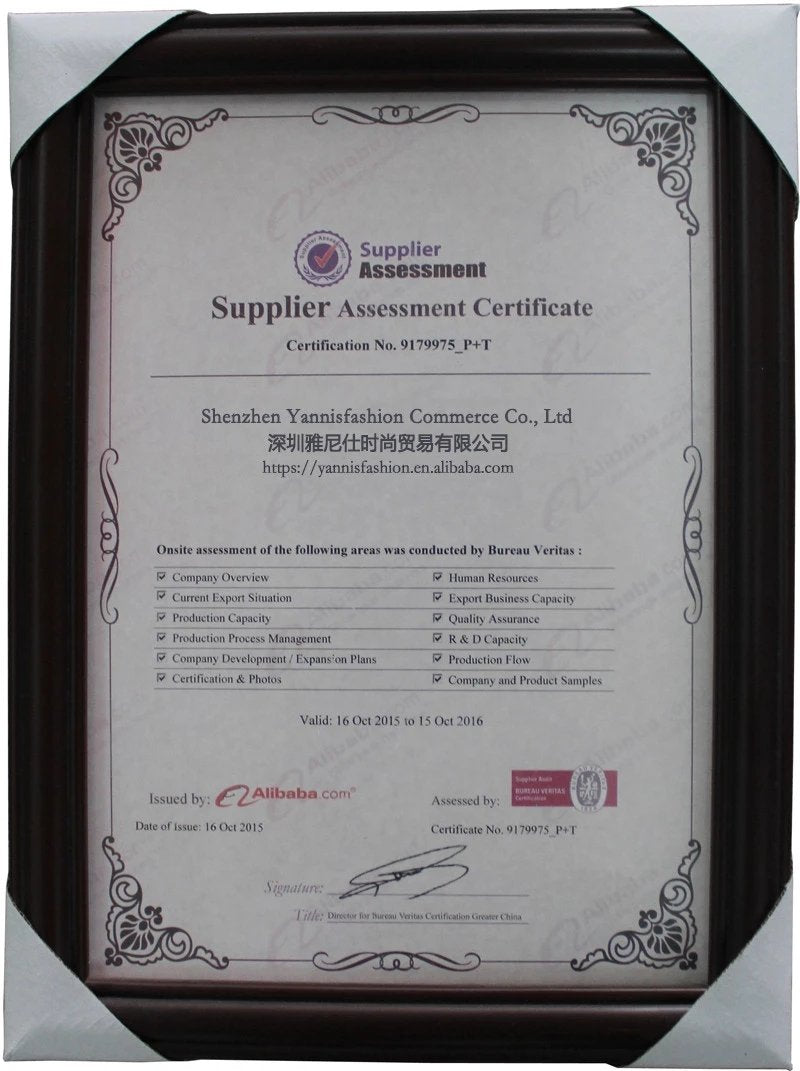 Supplier Assessment
Supplier
Assessment
Supplier Assessment Certificate
Certification No. 9179975_P+T
Shenzhen Yannisfashion Commerce Co., Ltd
深圳雅尼仕时尚贸易有限公司
https://yannisfashion.en.alibaba.com
Onsite assessment of the following areas was conducted by Bureau Veritas :
Company Overview
Human Resources
Current Export Situation
Export Business Capacity
Production Capacity
Quality Assurance
Production Process Management
R & D Capacity
Company Development / Expansion Plans
Production Flow
Certification & Photos
Company and Product Samples
Valid: 16 Oct 2015 to 15 Oct 2016
Issued by: Alibaba.com®
Assessed by:
Supplier Audit
BUREAU VERITAS
Certification
Date of issue: 16 Oct 2015
Certificate No. 9179975_P+T
Signature:
Title: Director for Bureau Veritas Certification Greater China